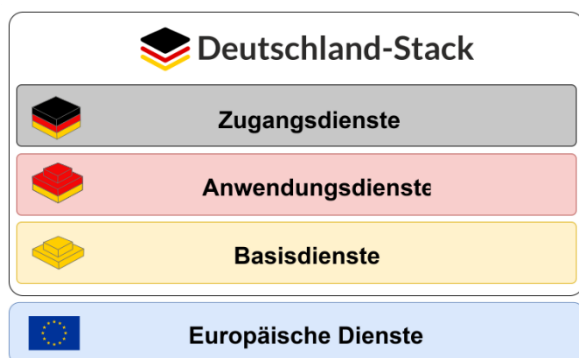 Deutschland-Stack
Zugangsdienste
Anwendungsdienste
Basisdienste
Europäische Dienste